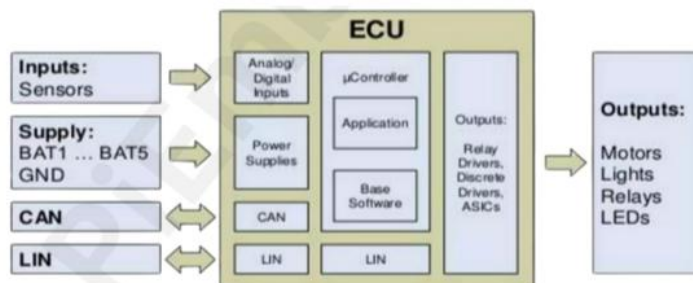 ECU
Inputs:
Sensors
Supply:
BAT1 ... BAT5
GND
CAN
LIN
Analog/
Digital
Inputs
Power
Supplies
CAN
LIN
µController
Application
Base
Software
LIN
Outputs:
Relay
Drivers,
Discrete
Drivers,
ASICs
Outputs:
Motors
Lights
Relays
LEDs